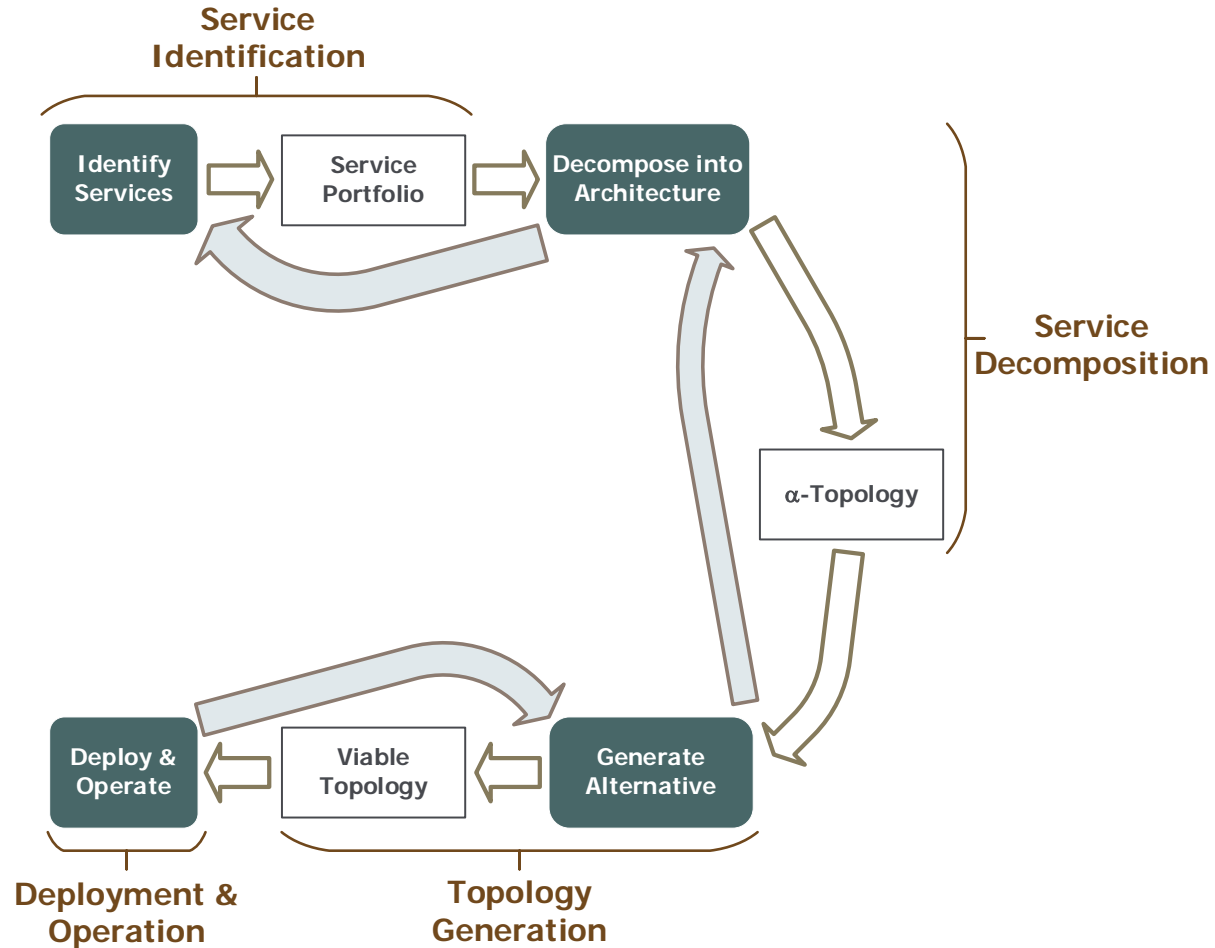 Service
Identification
Identify
Services
Service
Portfolio
Decompose into
Architecture
Service
Decomposition
α-Topology
Deploy &
Operate
Viable
Topology
Generate
Alternative
Deployment &
Operation
Topology
Generation